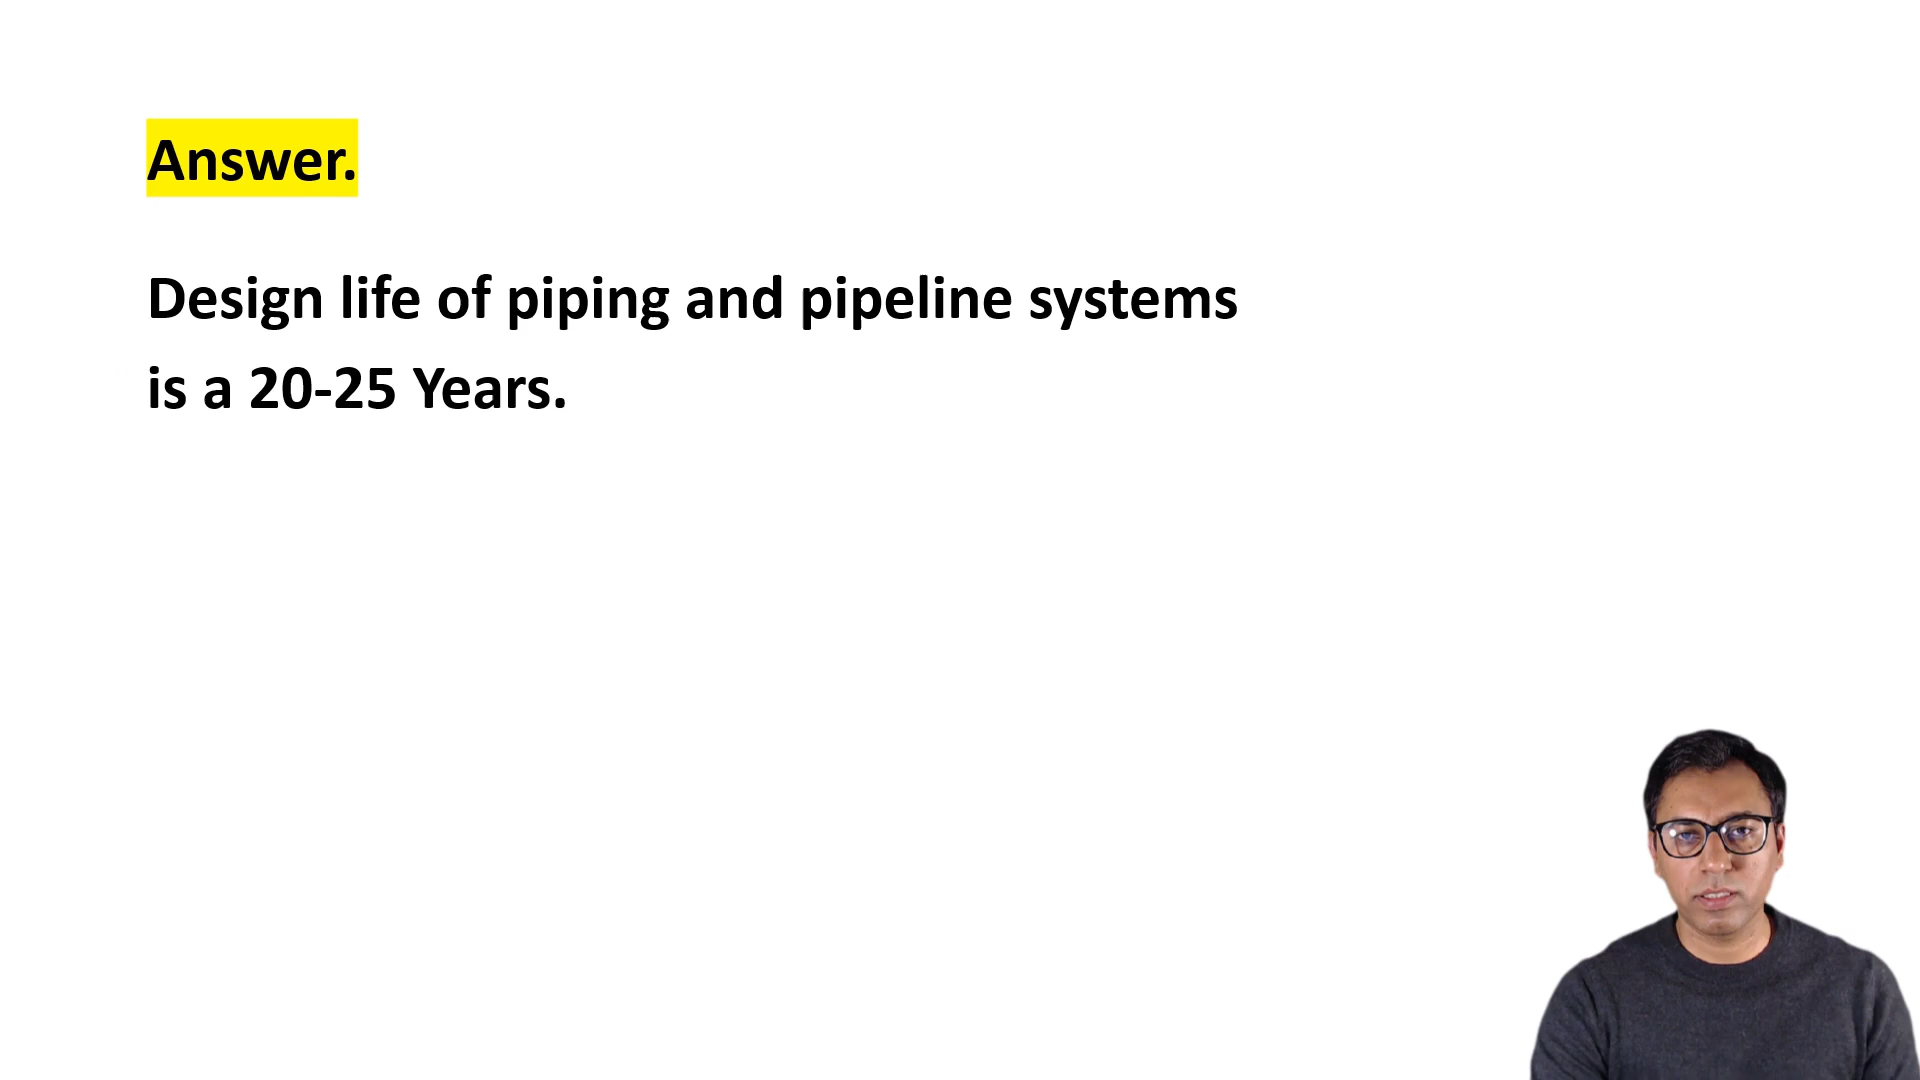 Answer.
Design life of piping and pipeline systems
is a 20-25 Years.